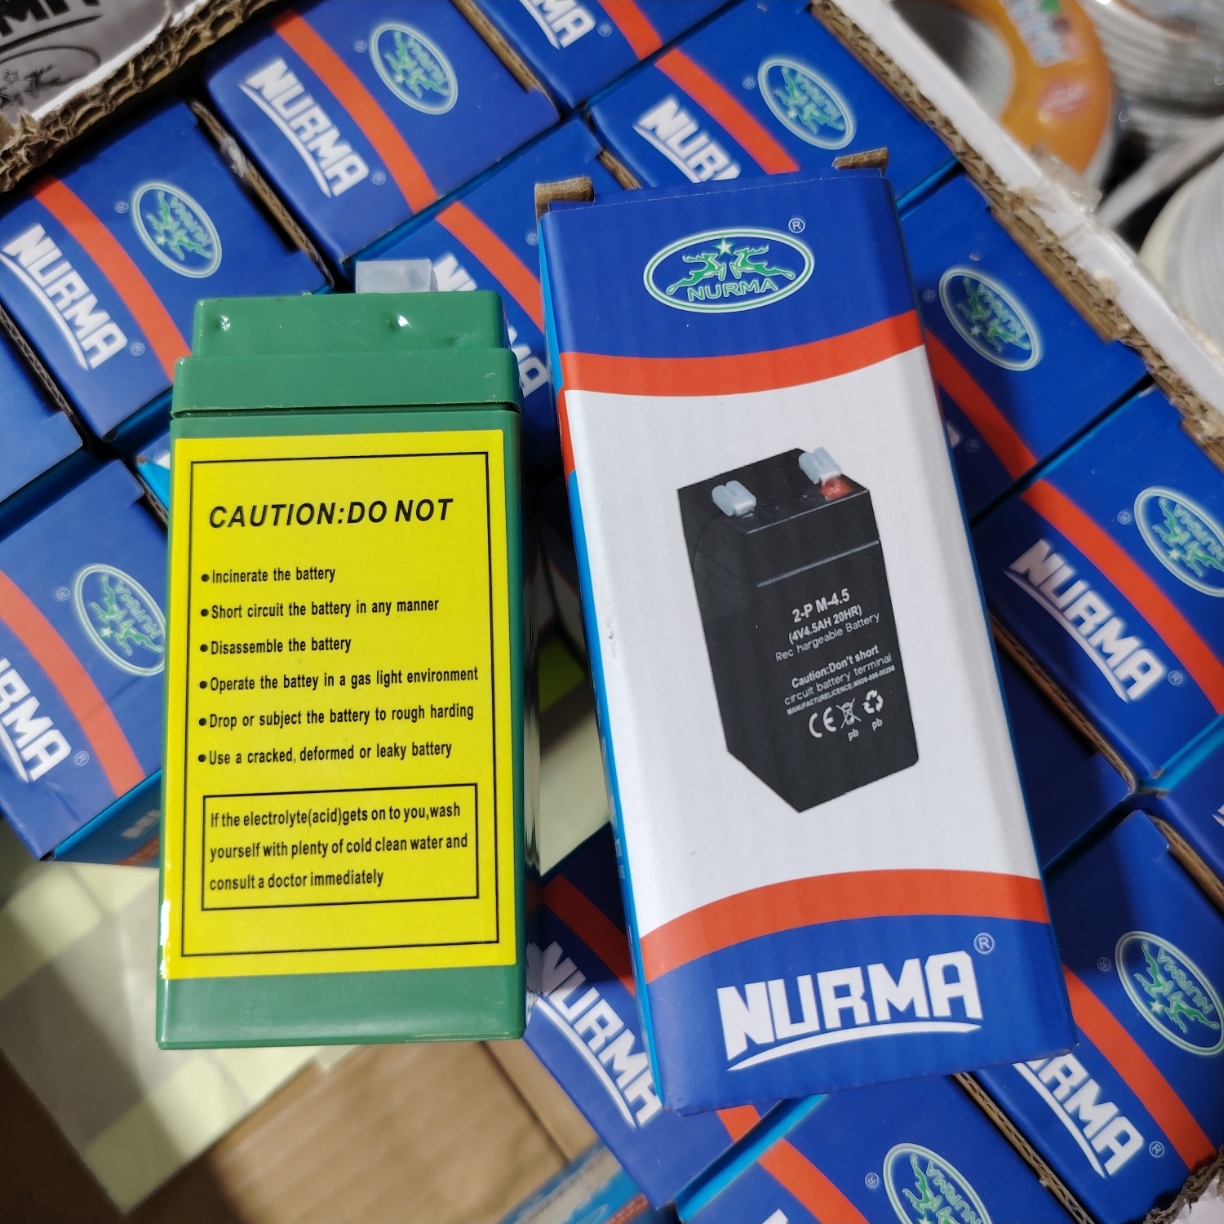 CAUTION:DO NOT
•Incinerate the battery
•Short circuit the battery in any manner
•Disassemble the battery
•Operate the battey in a gas light environment
•Drop or subject the battery to rough harding
•Use a cracked, deformed or leaky battery
If the electrolyte(acid)gets on to you,wash
yourself with plenty of cold clean water and
consult a doctor immediately
NURMA ®
2-P M-4.5
(4V4.5AH 20HR)
Rec hargeable Battery
Caution:Don't short
circuit battery terminal
CE
pb pb
NURMA®
NURMA®
NURMA®
NURMA
NURMA®
NURMA
NURMA